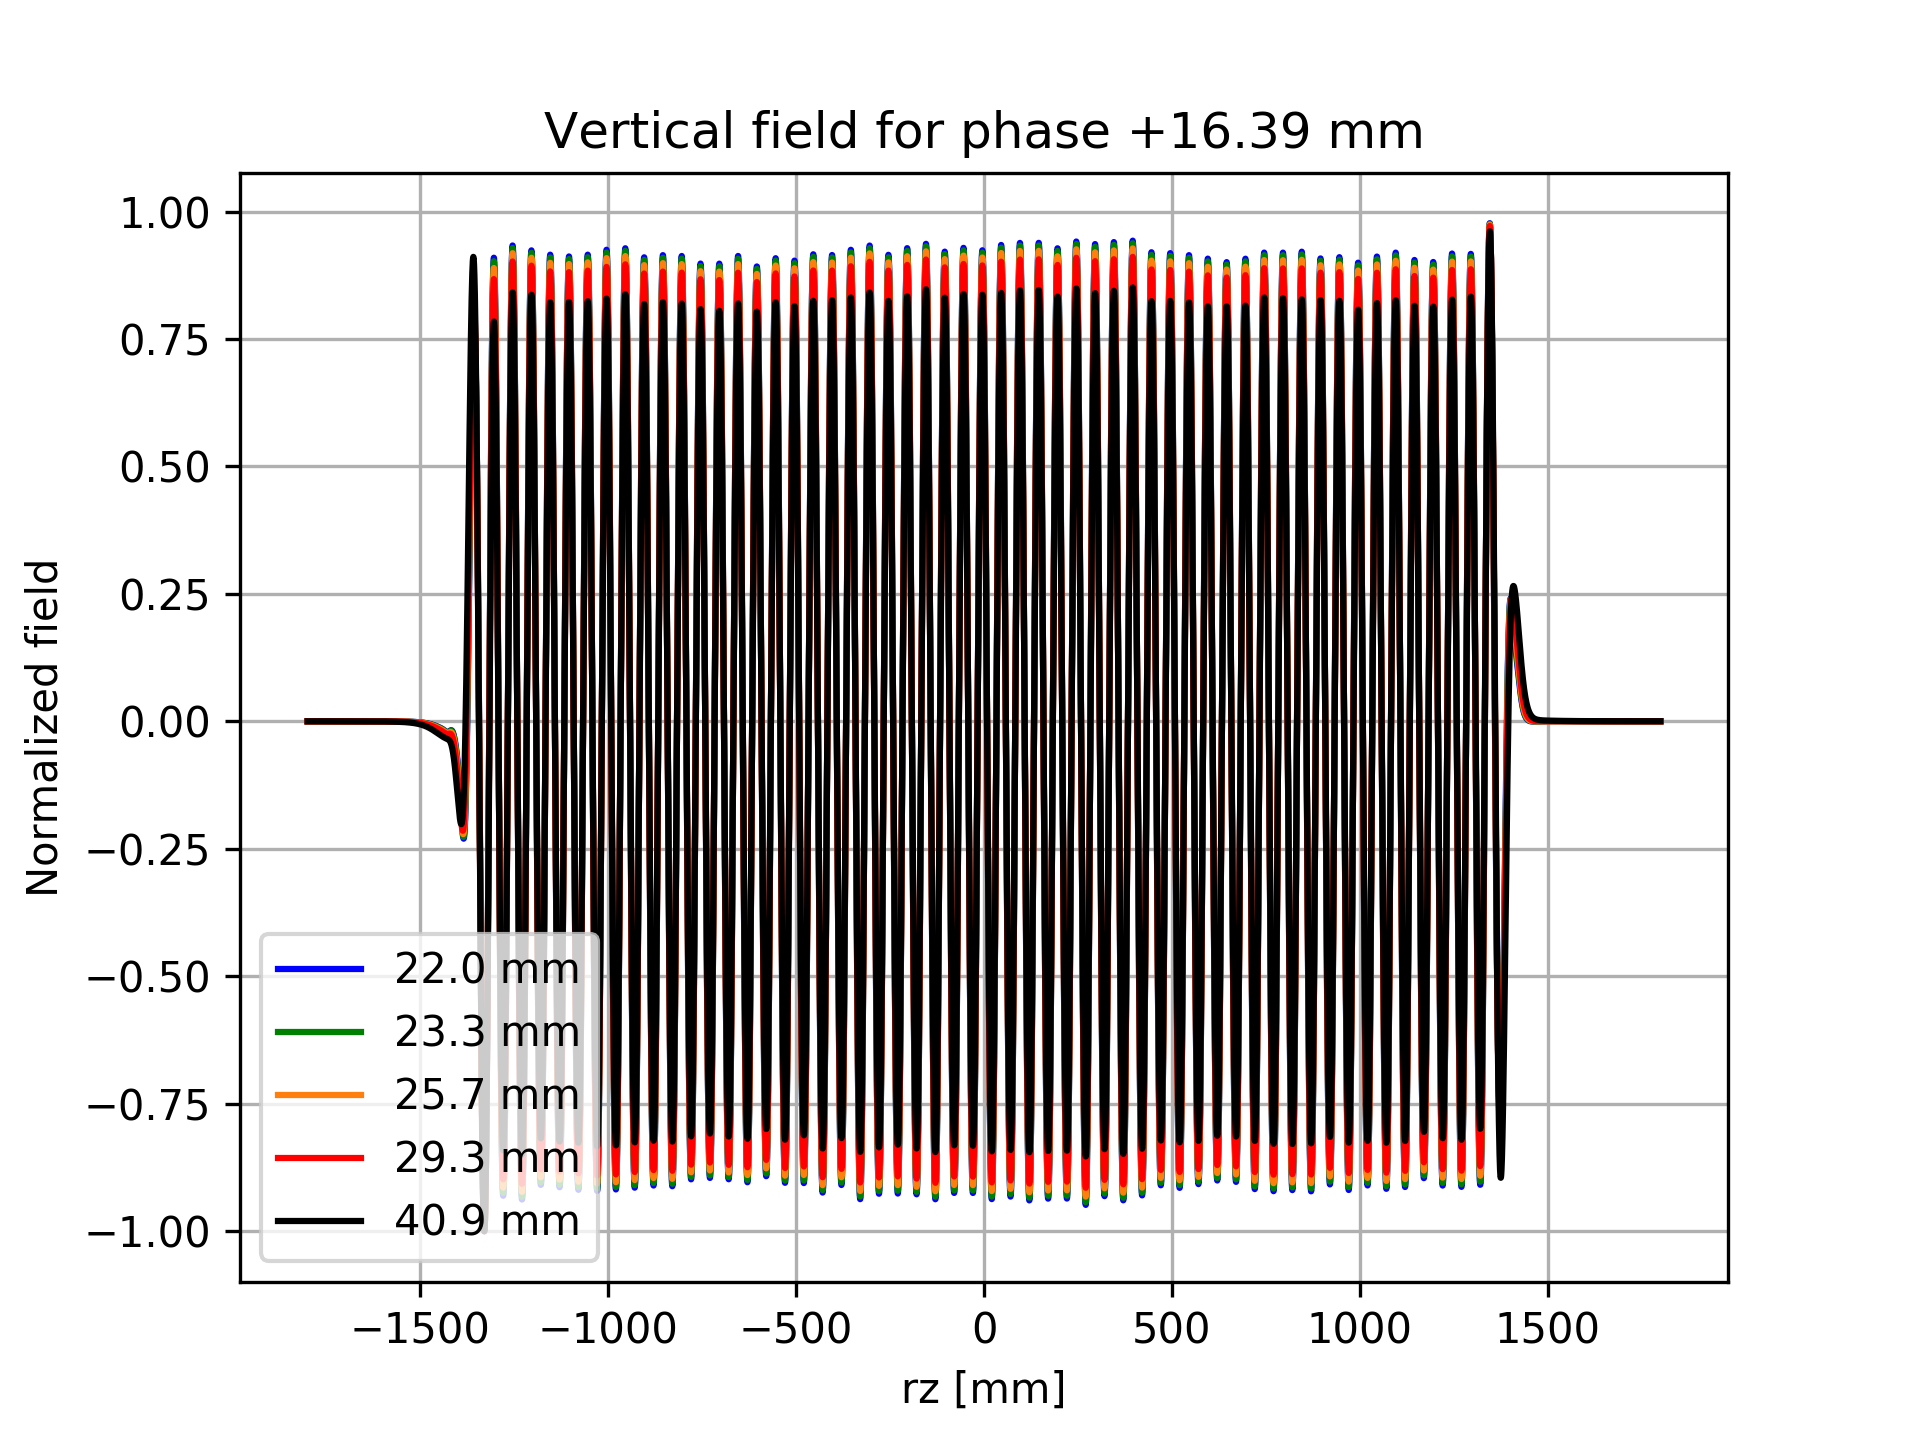 Vertical field for phase +16.39 mm
Normalized field
1.00
0.75
0.50
0.25
0.00
−0.25
−0.50
−0.75
−1.00
22.0 mm
23.3 mm
25.7 mm
29.3 mm
40.9 mm
−1500
−1000
−500
0
500
1000
1500
rz [mm]